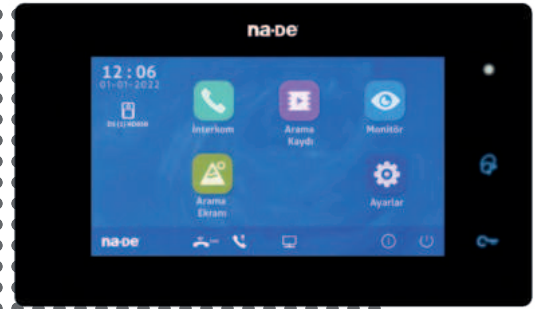 na-De
12 : 06
01-01-2022
İnterkom
Arama
Kaydı
Monitör
Arama
Ekranı
Ayarlar
na-De